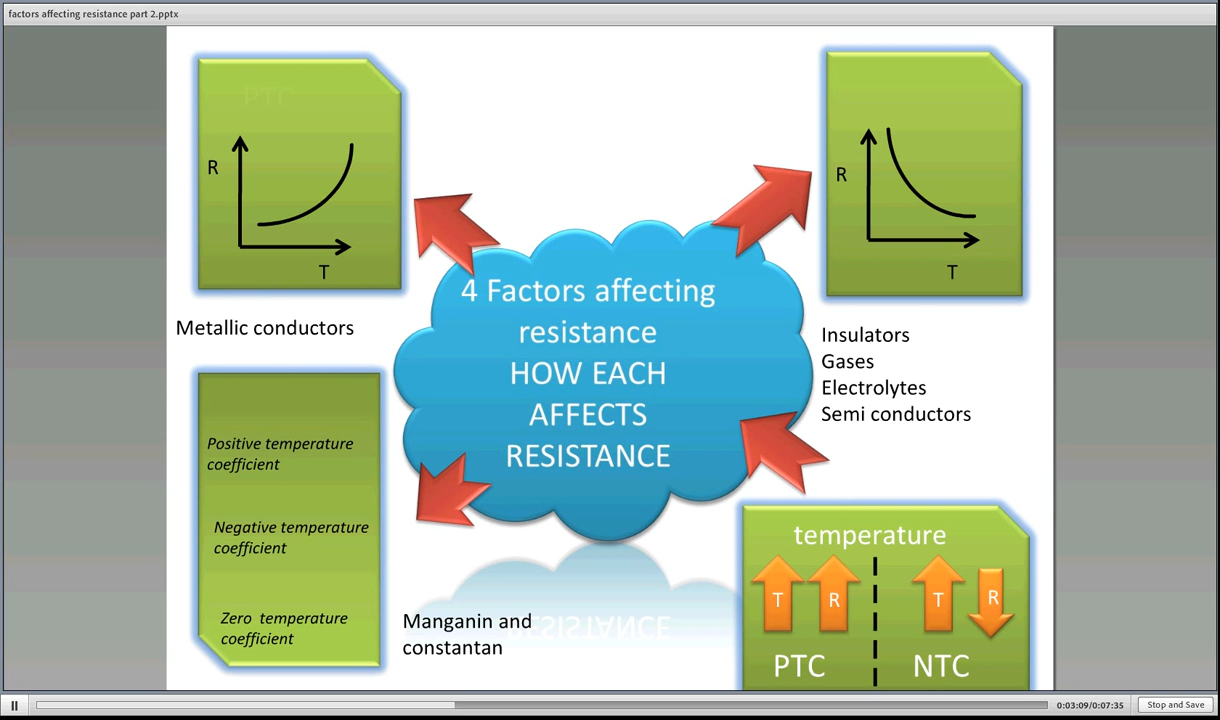 factors affecting resistance part 2.pptx
PTC
R
T
Metallic conductors
R
T
Insulators
Gases
Electrolytes
Semi conductors
4 Factors affecting
resistance
HOW EACH
AFFECTS
RESISTANCE
Positive temperature
coefficient
Negative temperature
coefficient
Zero temperature
coefficient
Manganin and
constantan
RESISTANCE
temperature
T R T R
PTC NTC
0:03:09/0:07:35
Stop and Save